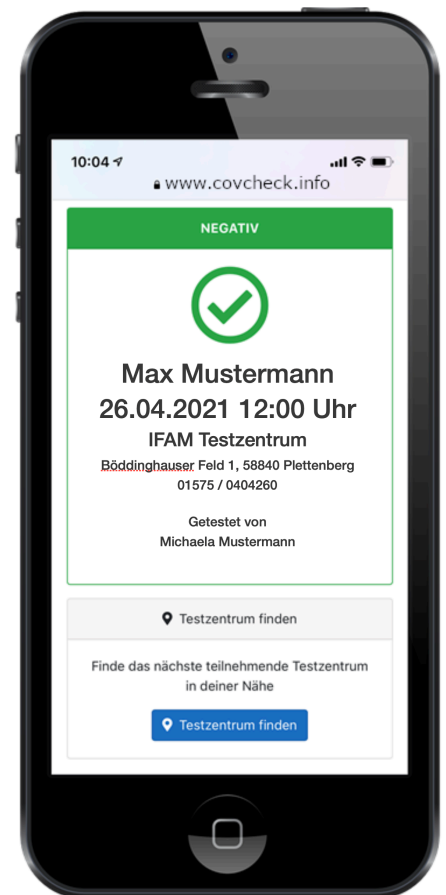 10:04
www.covcheck.info
NEGATIV
Max Mustermann
26.04.2021 12:00 Uhr
IFAM Testzentrum
Böddinghauser Feld 1, 58840 Plettenberg
01575 / 0404260
Getestet von
Michaela Mustermann
Testzentrum finden
Finde das nächste teilnehmende Testzentrum
in deiner Nähe
Testzentrum finden